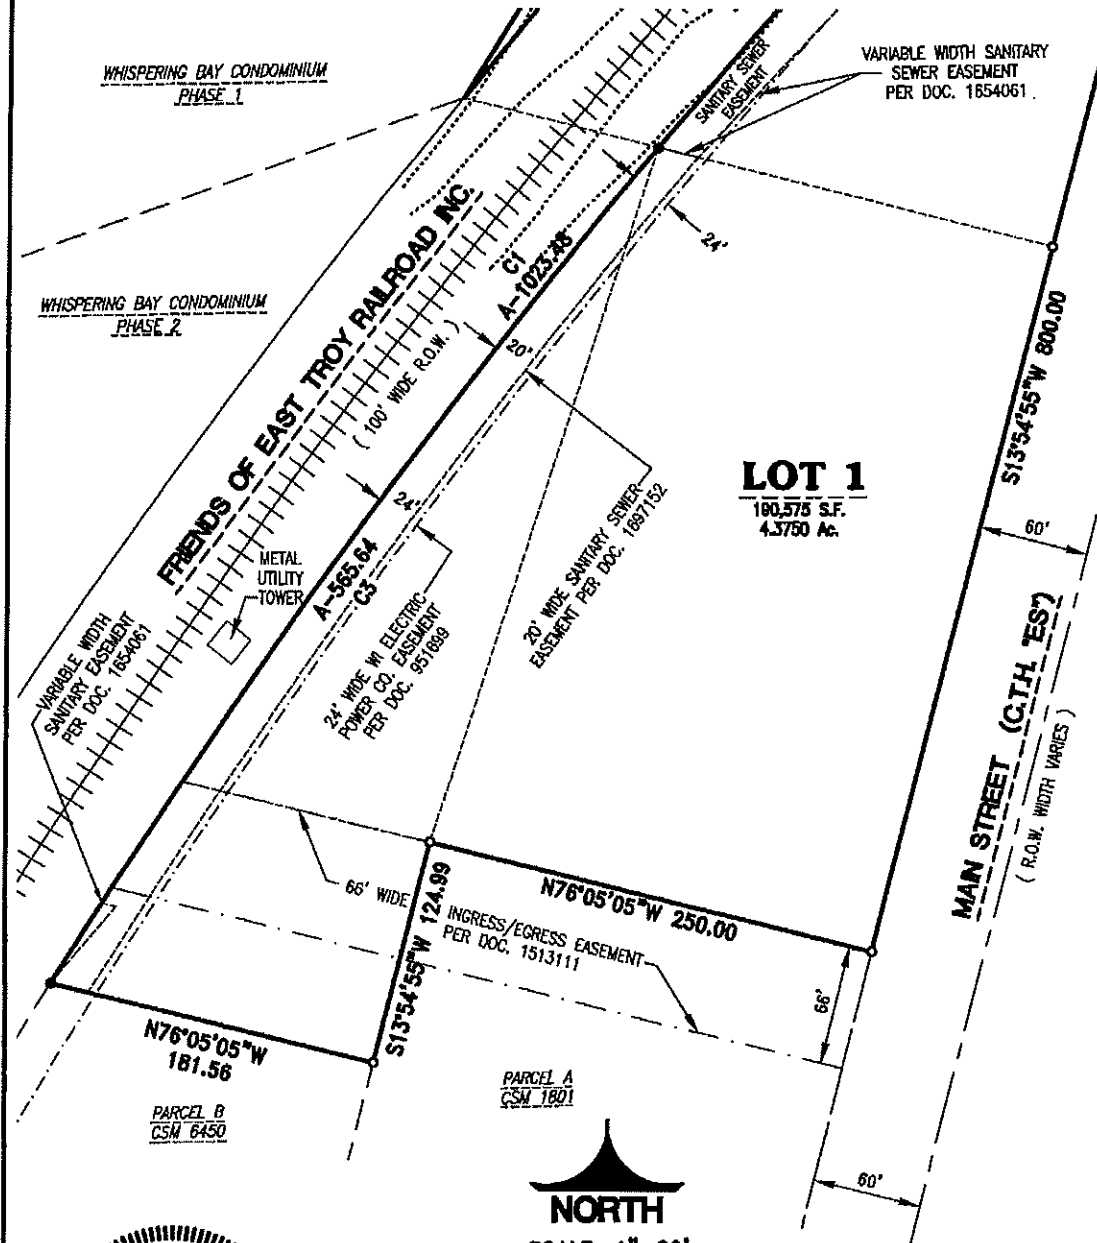 WHISPERING BAY CONDOMINIUM
PHASE 1
VARIABLE WIDTH SANITARY
SEWER EASEMENT
PER DOC. 1654061
SANITARY SEWER
EASEMENT
24'
WHISPERING BAY CONDOMINIUM
PHASE 2
FRIENDS OF EAST TROY RAILROAD INC.
( 100' WIDE R.O.W. )
C1
A-1023.48
20'
S13°54'55"W 800.00
LOT 1
190,575 S.F.
4.3750 Ac.
60'
24'
A-565.64
C3
METAL
UTILITY
TOWER
20' WIDE SANITARY SEWER
EASEMENT PER DOC. 1697152
24' WIDE WI ELECTRIC
POWER CO. EASEMENT
PER DOC. 951699
VARIABLE WIDTH
SANITARY EASEMENT
PER DOC. 1654061
MAIN STREET (C.T.H. "ES")
( R.O.W. WIDTH VARIES )
66' WIDE
S13°54'55"W 124.99
N76°05'05"W 250.00
INGRESS/EGRESS EASEMENT
PER DOC. 1513111
66'
N76°05'05"W
181.56
PARCEL B
CSM 6450
PARCEL A
CSM 1801
60'
NORTH